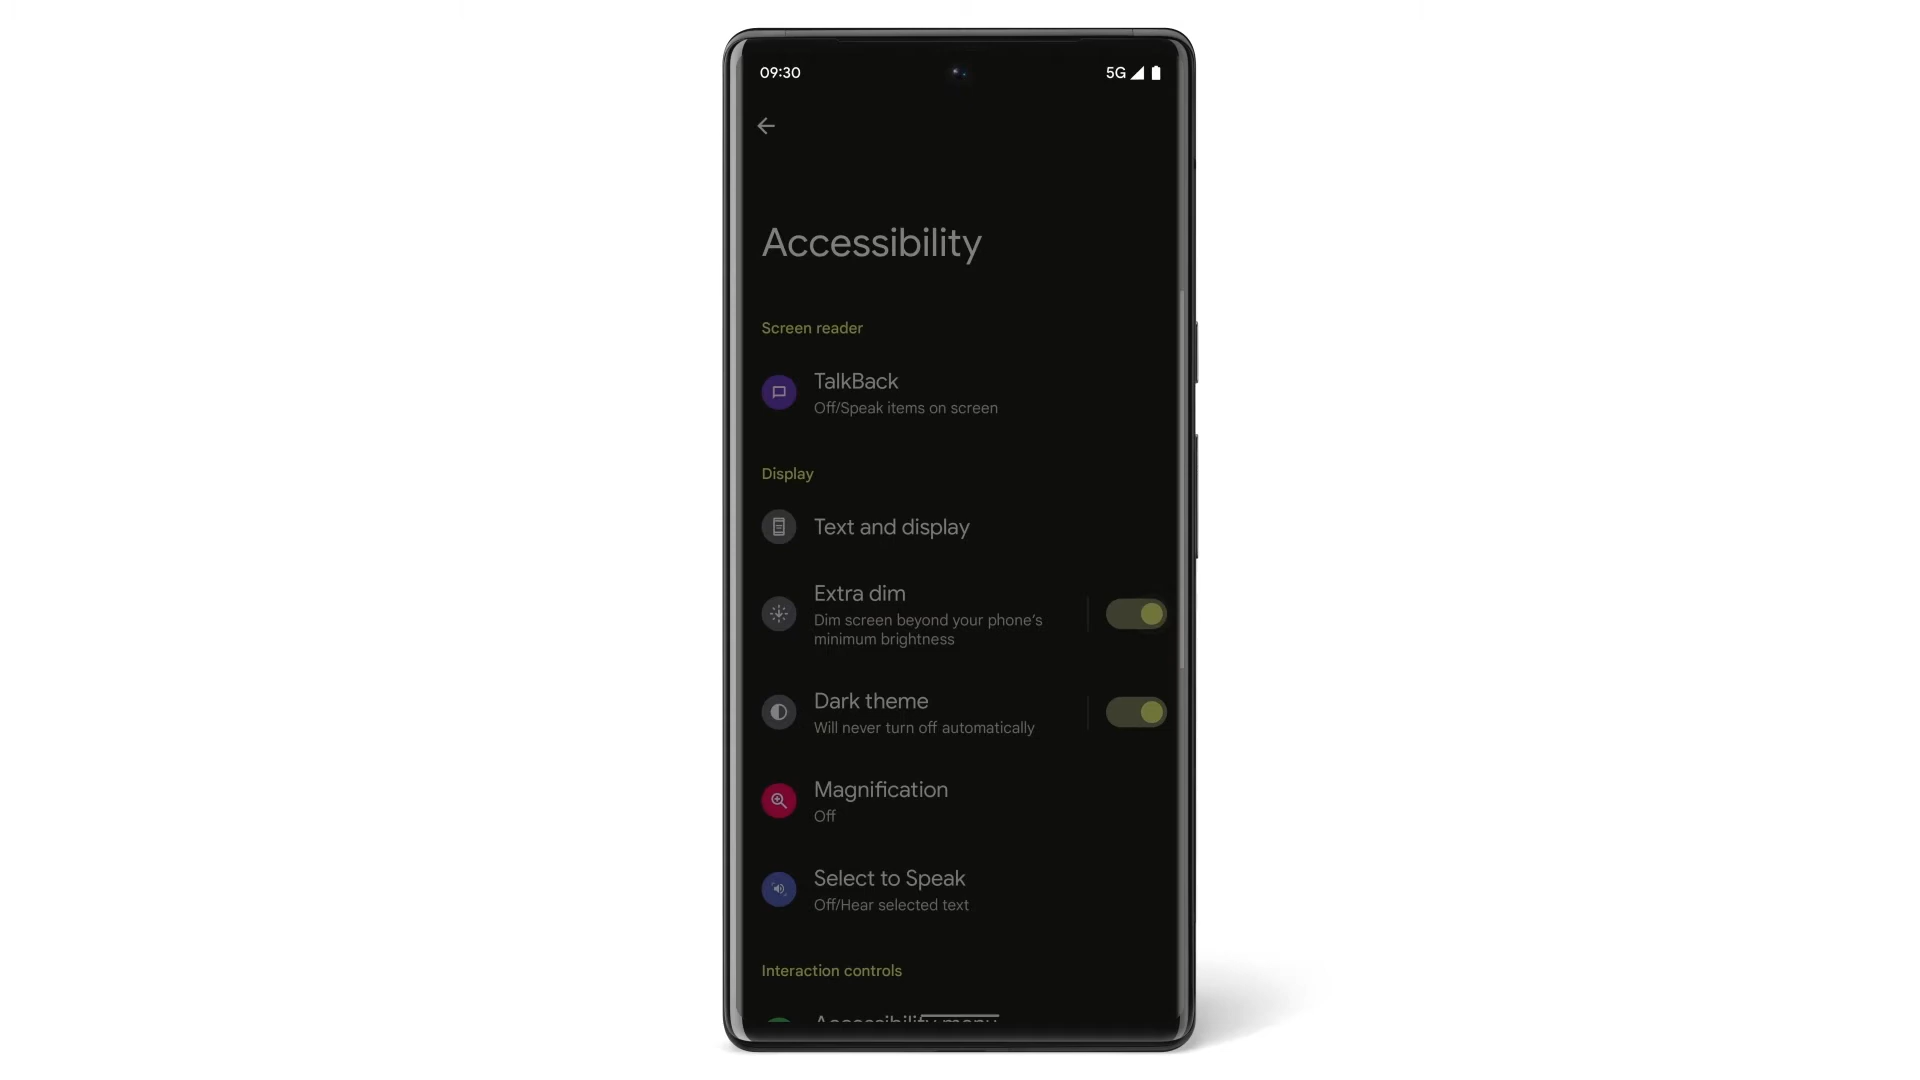 09:30
5G
Accessibility
Screen reader
TalkBack
Off/Speak items on screen
Display
Text and display
Extra dim
Dim screen beyond your phone’s
minimum brightness
Dark theme
Will never turn off automatically
Magnification
Off
Select to Speak
Off/Hear selected text
Interaction controls
Accessibility menu